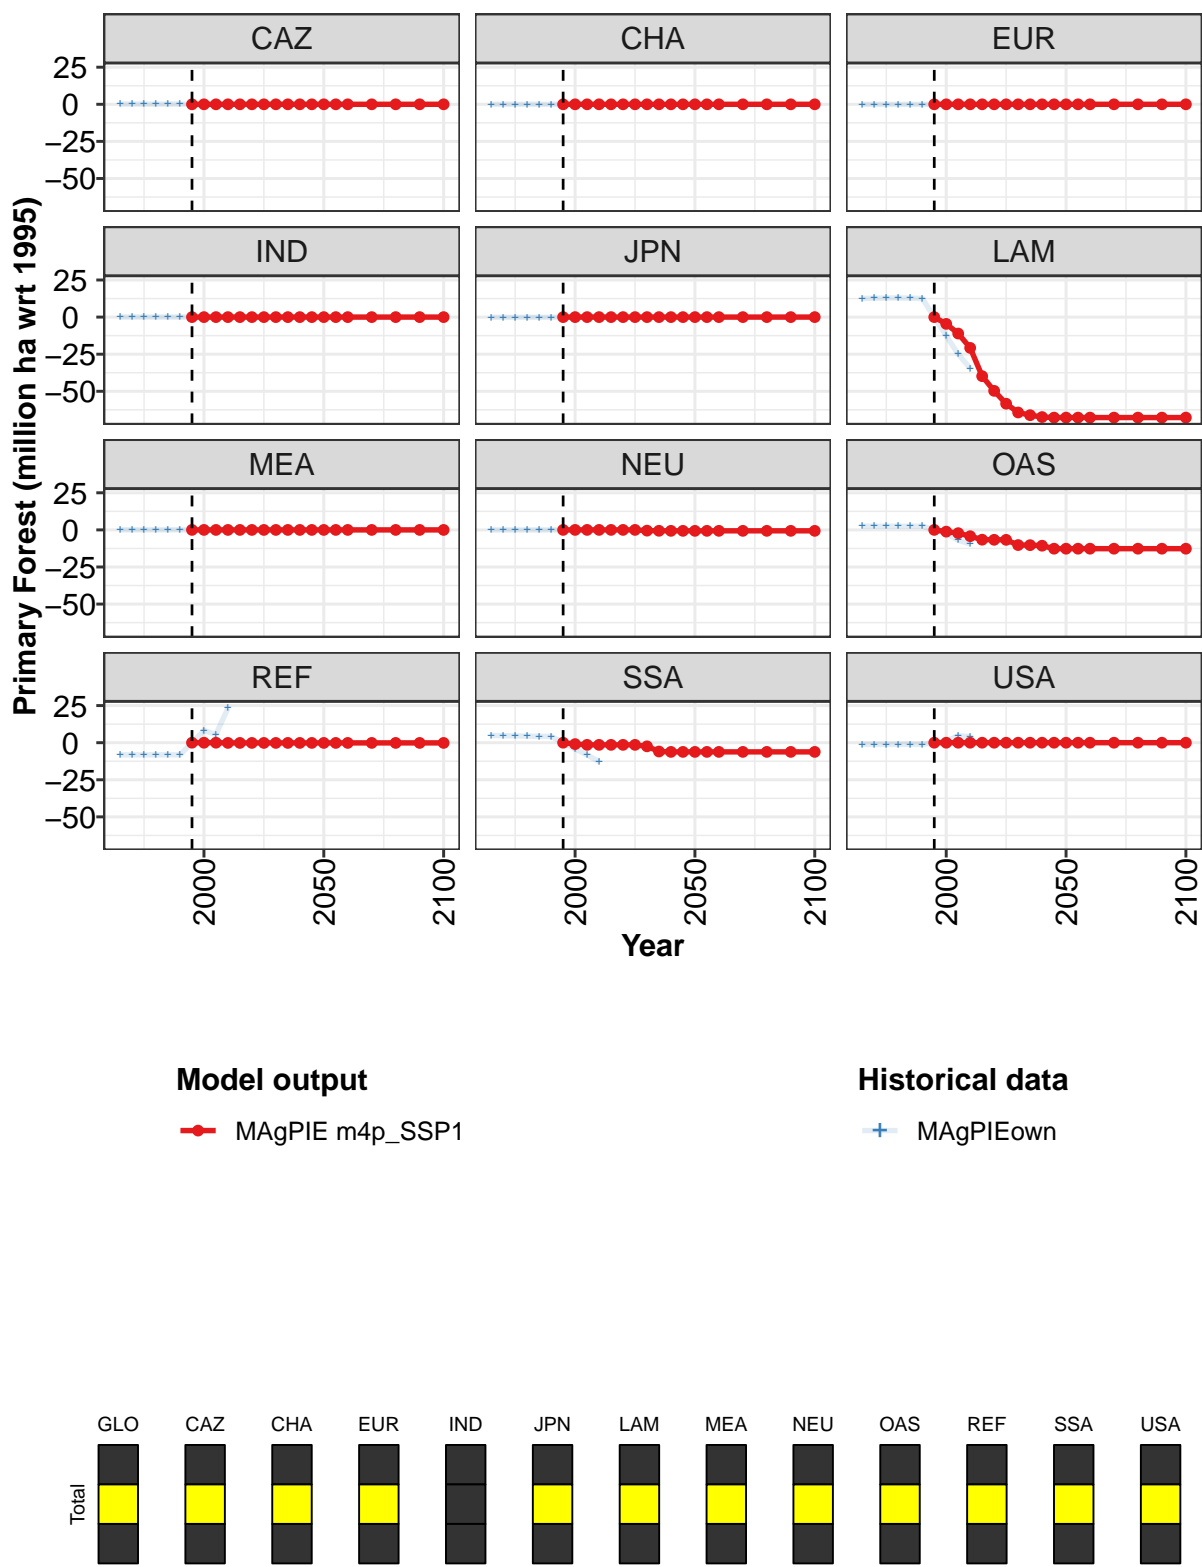 CAZ
CHA
EUR
25
0
−25
−50
IND
JPN
LAM
25
0
−25
−50
MEA
NEU
OAS
25
0
−25
−50
REF
SSA
USA
25
0
−25
−50
Primary Forest (million ha wrt 1995)
2000
2050
2100
2000
2050
2100
2000
2050
2100
Year
Model output
Historical data
MAgPIE m4p_SSP1
MAgPIEown
GLO CAZ CHA EUR IND JPN LAM MEA NEU OAS REF SSA USA
Total